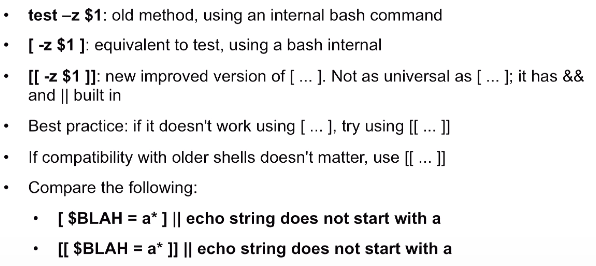 • test –z $1: old method, using an internal bash command
• [ -z $1 ]: equivalent to test, using a bash internal
• [[ -z $1 ]]: new improved version of [ ... ]. Not as universal as [ ... ]; it has &&
and || built in
• Best practice: if it doesn't work using [ ... ], try using [[ ... ]]
• If compatibility with older shells doesn't matter, use [[ ... ]]
• Compare the following:
• [ $BLAH = a* ] || echo string does not start with a
• [[ $BLAH = a* ]] || echo string does not start with a